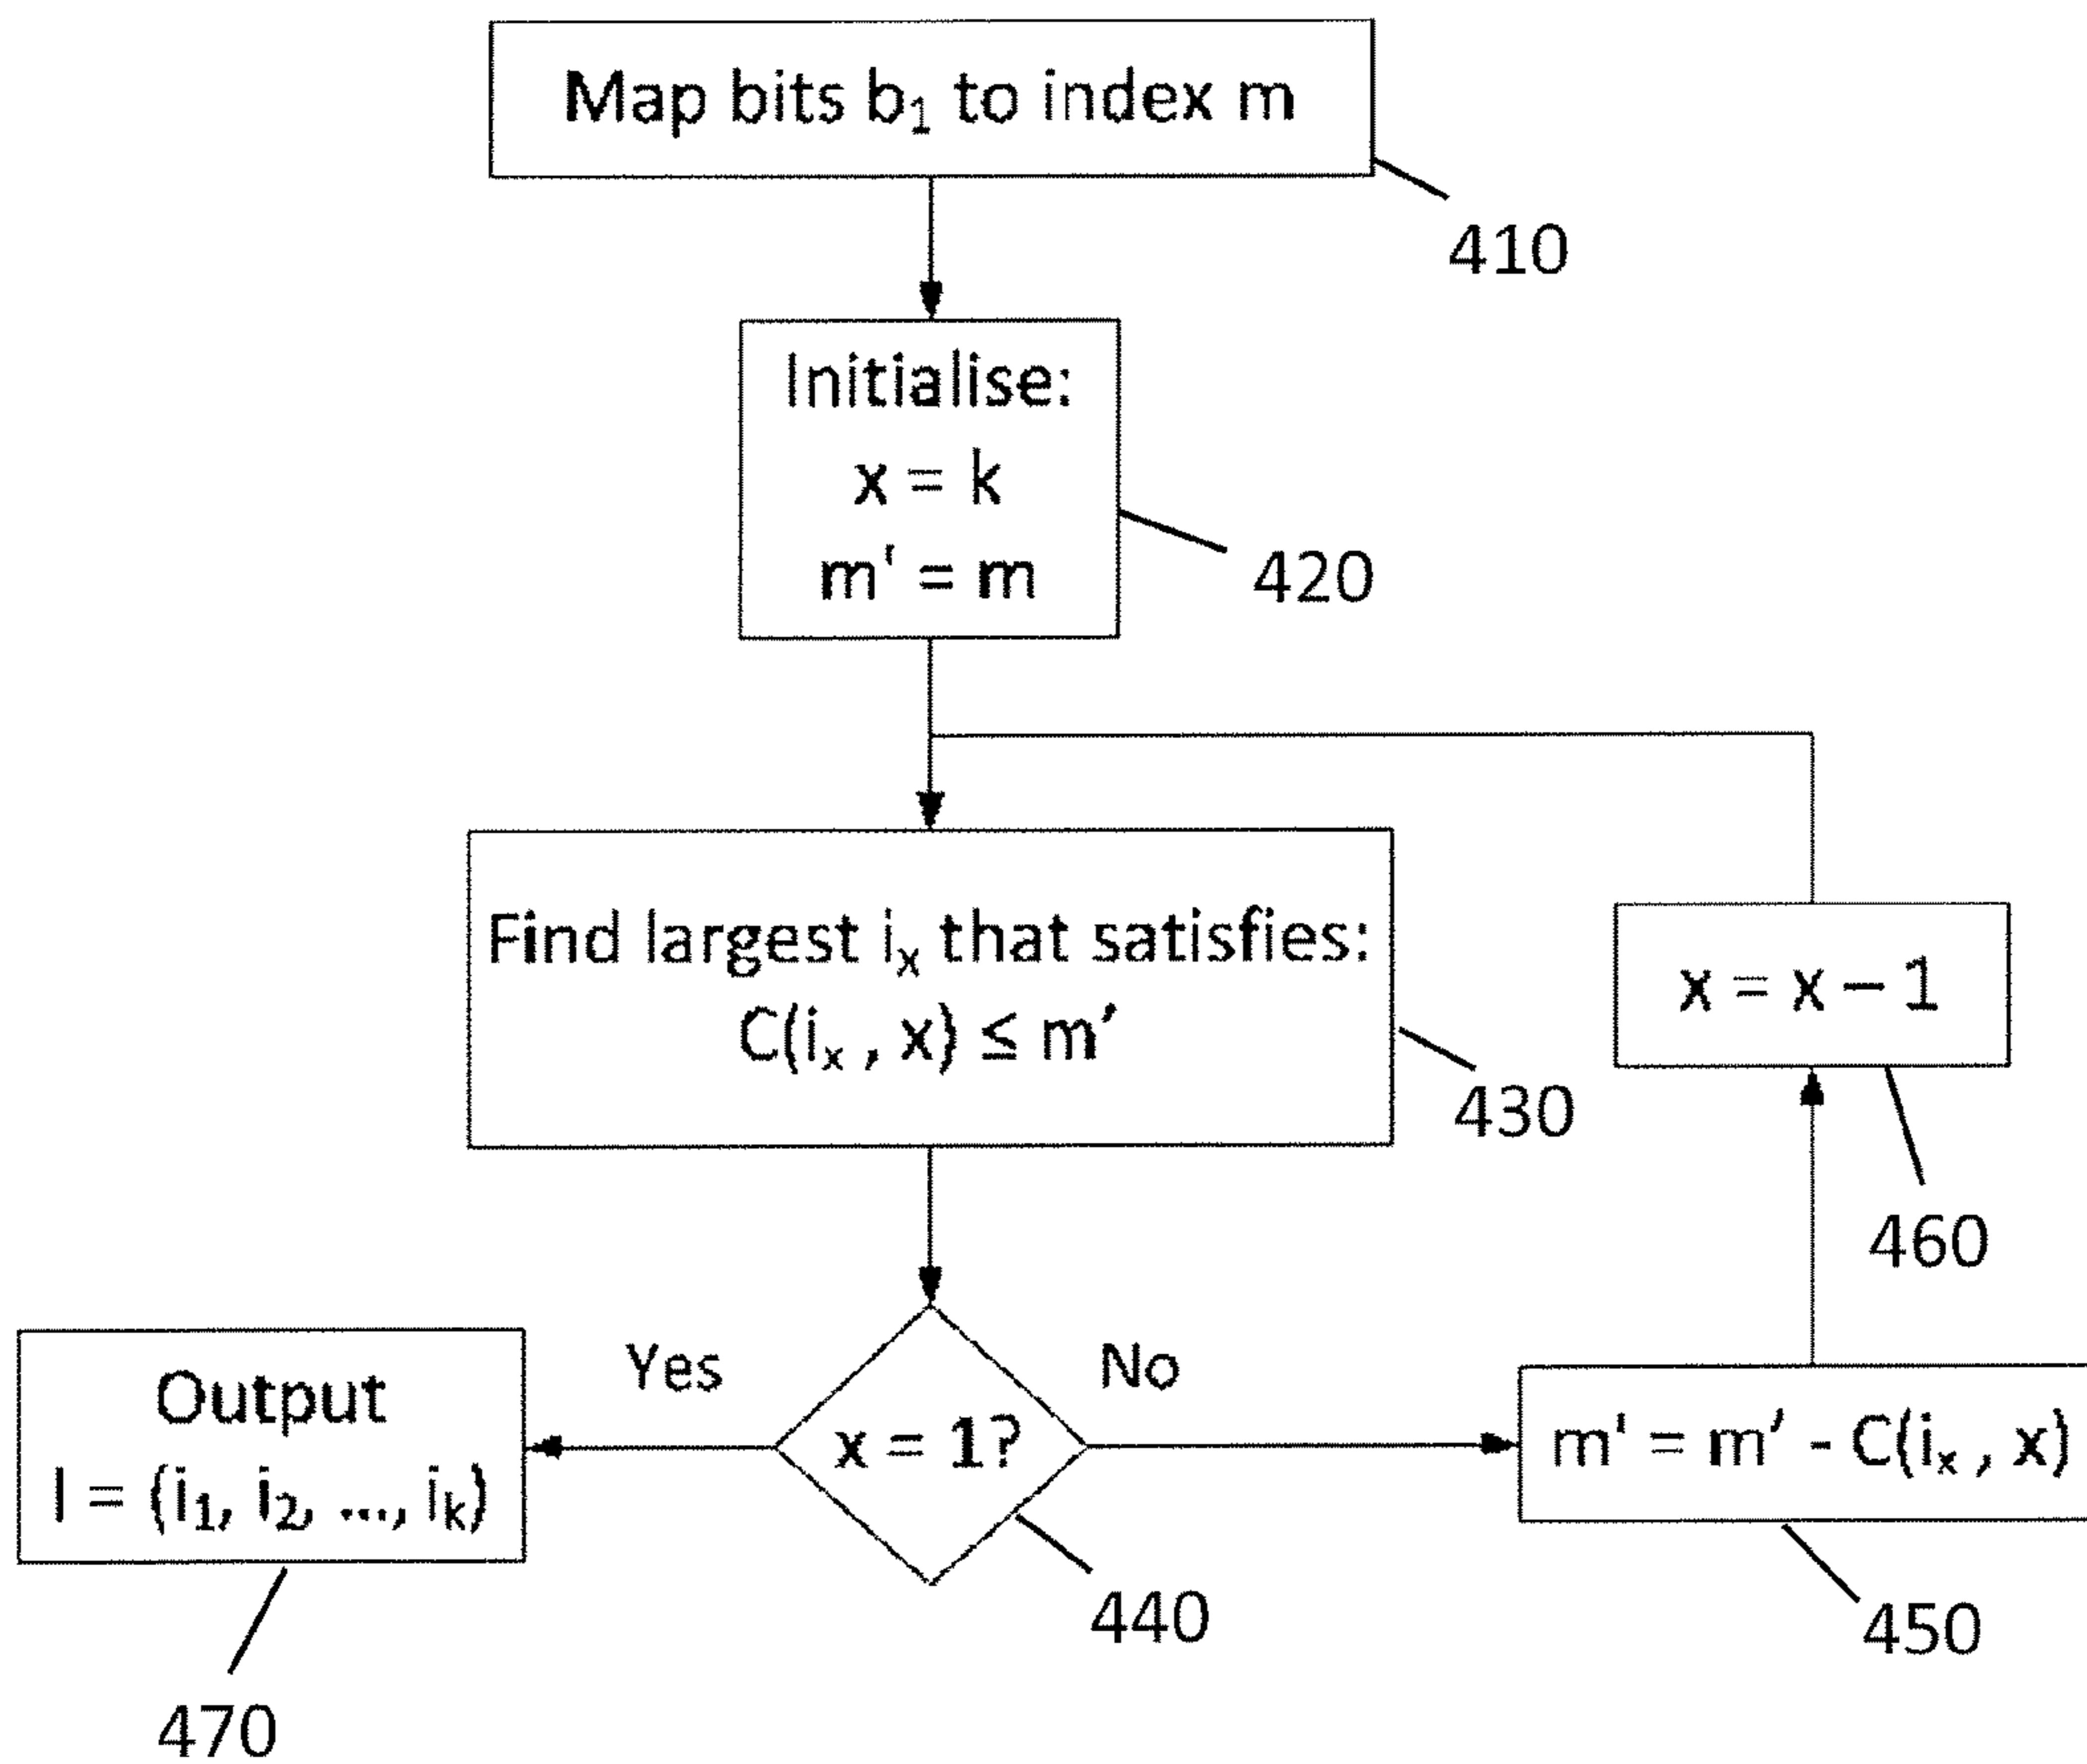 Map bits b₁ to index m
410
Initialise:
x = k
m' = m
420
Find largest iₓ that satisfies:
C(iₓ , x) ≤ m’
430
x = x – 1
460
Yes
x = 1?
No
440
m' = m’ - C(iₓ , x)
450
Output
I = (i₁, i₂, ..., iₖ)
470